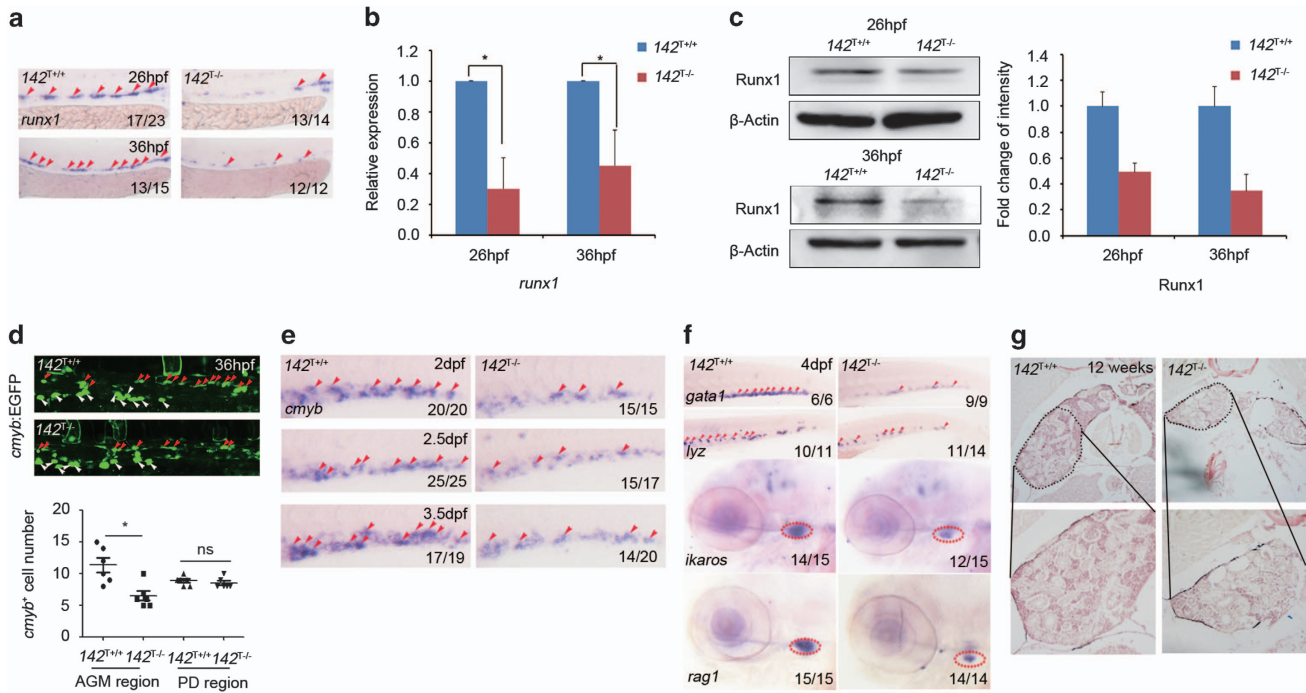 a
142T+/+ 26hpf 142T-/-
runx1 17/23 13/14
36hpf
13/15 12/12
b
142T+/+
142T-/-
Relative expression
1.2
1.0
0.8
0.6
0.4
0.2
0.0
* *
26hpf 36hpf
runx1
c
26hpf
142T+/+ 142T-/-
Runx1
β-Actin
36hpf
142T+/+ 142T-/-
Runx1
β-Actin
142T+/+
142T-/-
Fold change of intensity
1.4
1.2
1.0
0.8
0.6
0.4
0.2
0.0
26hpf 36hpf
Runx1
d
cmyb:EGFP
142T+/+ 36hpf
142T-/-
cmyb+ cell number
20
15
10
5
0
* ns
142T+/+ 142T-/- 142T+/+ 142T-/-
AGM region PD region
e
142T+/+ 2dpf 142T-/-
cmyb 20/20 15/15
2.5dpf
25/25 15/17
3.5dpf
17/19 14/20
f
142T+/+ 4dpf 142T-/-
gata1 6/6 9/9
lyz 10/11 11/14
ikaros 14/15 12/15
rag1 15/15 14/14
g
142T+/+ 12 weeks 142T-/-